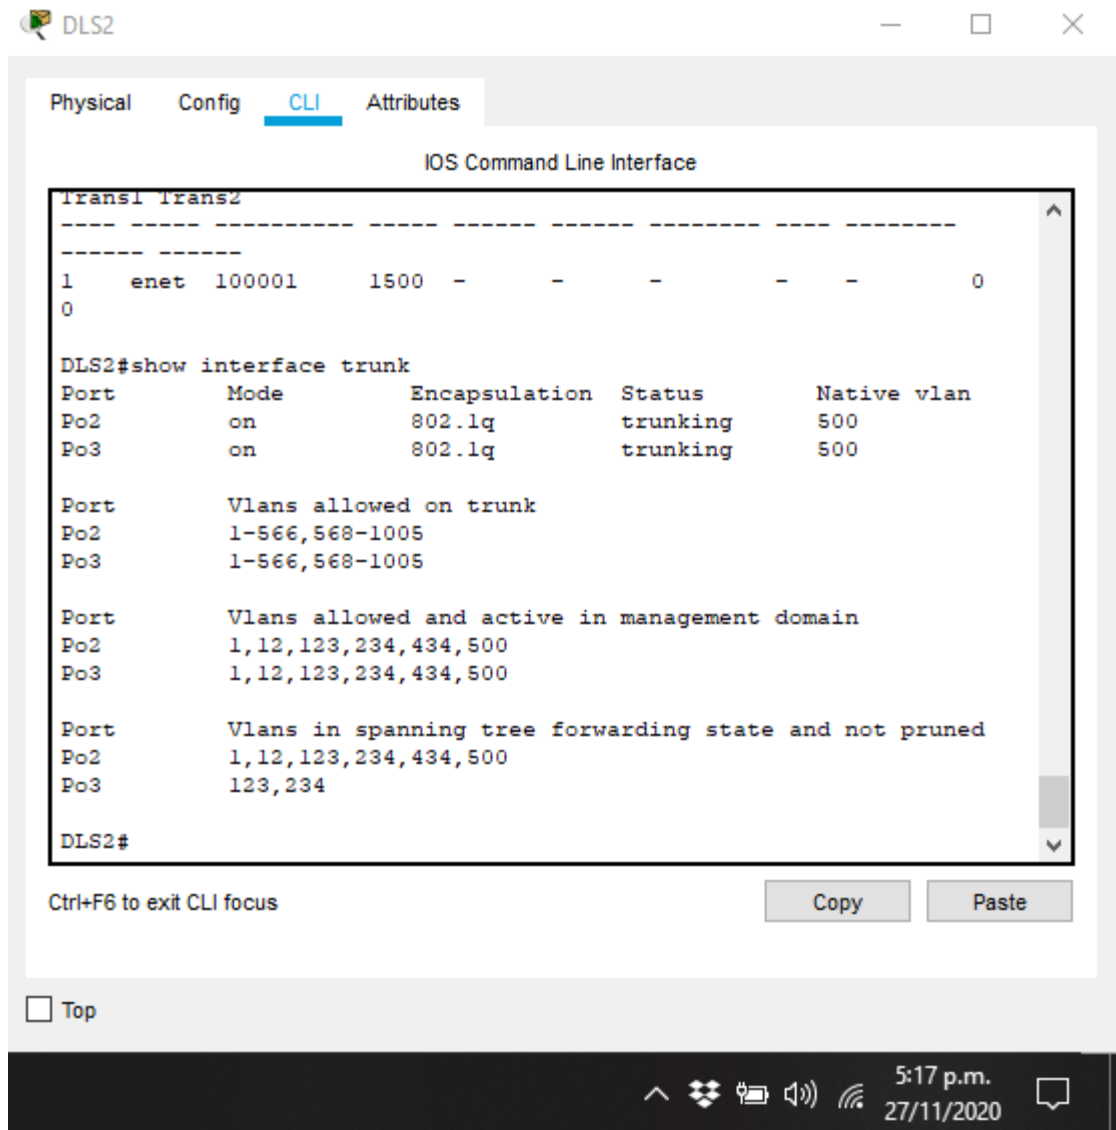 DLS2
Physical Config CLI Attributes
IOS Command Line Interface
Trans1 Trans2
---- ----- ---------- ----- ------ ------ -------- ---- --------
------ ------
1    enet  100001     1500  -      -      -        -    -        0
0
DLS2#show interface trunk
Port        Mode         Encapsulation  Status        Native vlan
Po2         on           802.1q         trunking      500
Po3         on           802.1q         trunking      500
Port        Vlans allowed on trunk
Po2         1-566,568-1005
Po3         1-566,568-1005
Port        Vlans allowed and active in management domain
Po2         1,12,123,234,434,500
Po3         1,12,123,234,434,500
Port        Vlans in spanning tree forwarding state and not pruned
Po2         1,12,123,234,434,500
Po3         123,234
DLS2#
Ctrl+F6 to exit CLI focus
Copy
Paste
Top
5:17 p.m.
27/11/2020